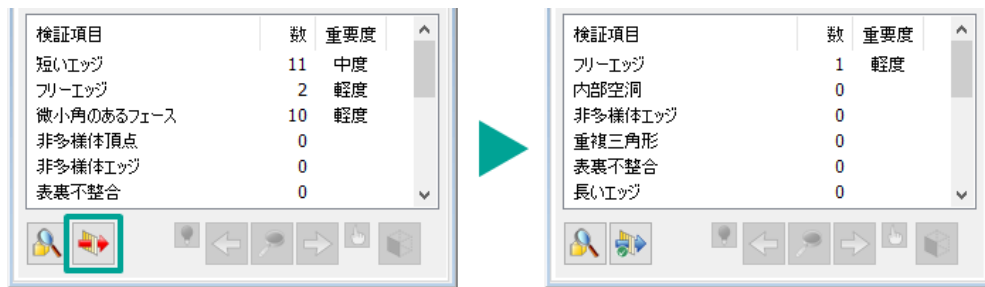 検証項目 数 重要度
短いエッジ 11 中度
フリーエッジ 2 軽度
微小角のあるフェース 10 軽度
非多様体頂点 0
非多様体エッジ 0
表裏不整合 0
検証項目 数 重要度
フリーエッジ 1 軽度
内部空洞 0
非多様体エッジ 0
重複三角形 0
表裏不整合 0
長いエッジ 0